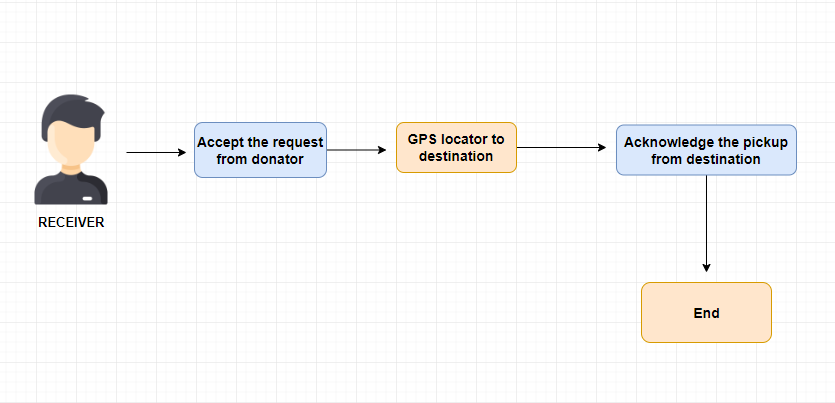 RECEIVER
Accept the request
from donator
GPS locator to
destination
Acknowledge the pickup
from destination
End